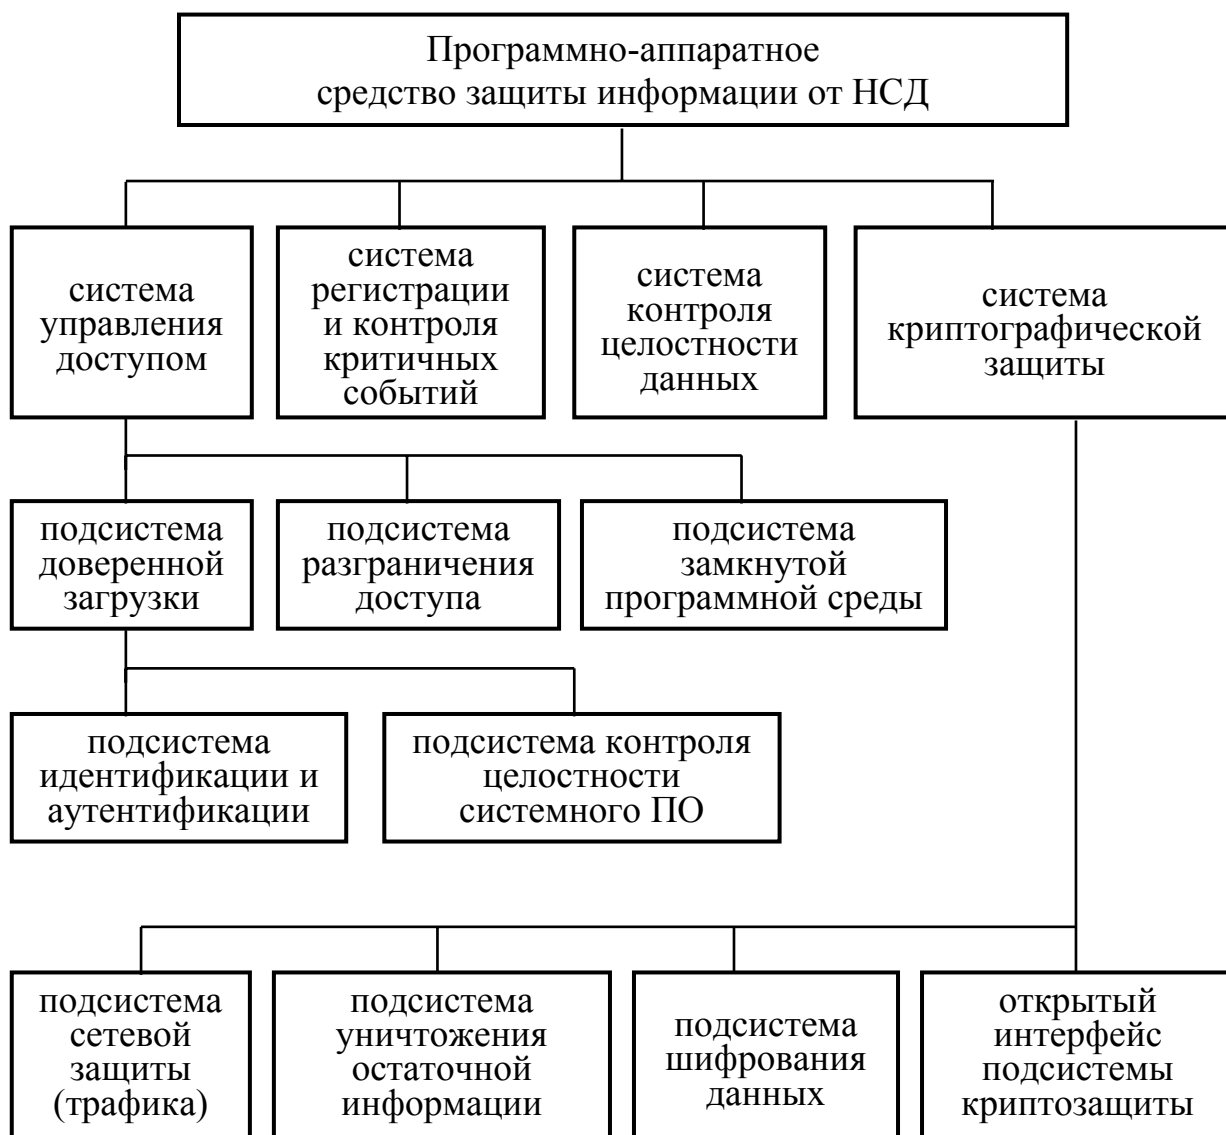 Программно-аппаратное
средство защиты информации от НСД
система
управления
доступом
система
регистрации
и контроля
критичных
событий
система
контроля
целостности
данных
система
криптографической
защиты
подсистема
доверенной
загрузки
подсистема
разграничения
доступа
подсистема
замкнутой
программной среды
подсистема
идентификации и
аутентификации
подсистема контроля
целостности
системного ПО
подсистема
сетевой
защиты
(трафика)
подсистема
уничтожения
остаточной
информации
подсистема
шифрования
данных
открытый
интерфейс
подсистемы
криптозащиты